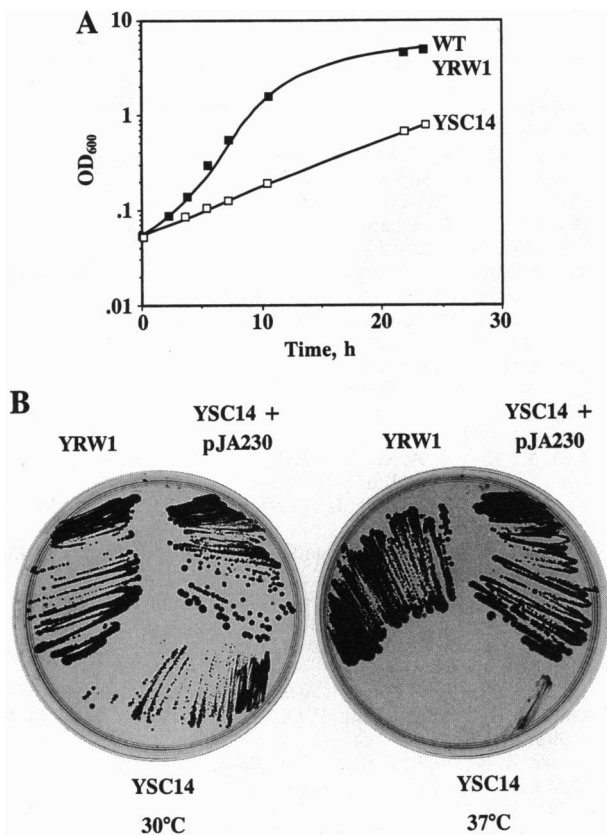 A
10
WT
YRW1
1
YSC14
OD600
.1
.01
0
10
20
30
Time, h
B
YSC14 +
YRW1
pJA230
YSC14 +
YRW1
pJA230
YSC14
YSC14
30°C
37°C